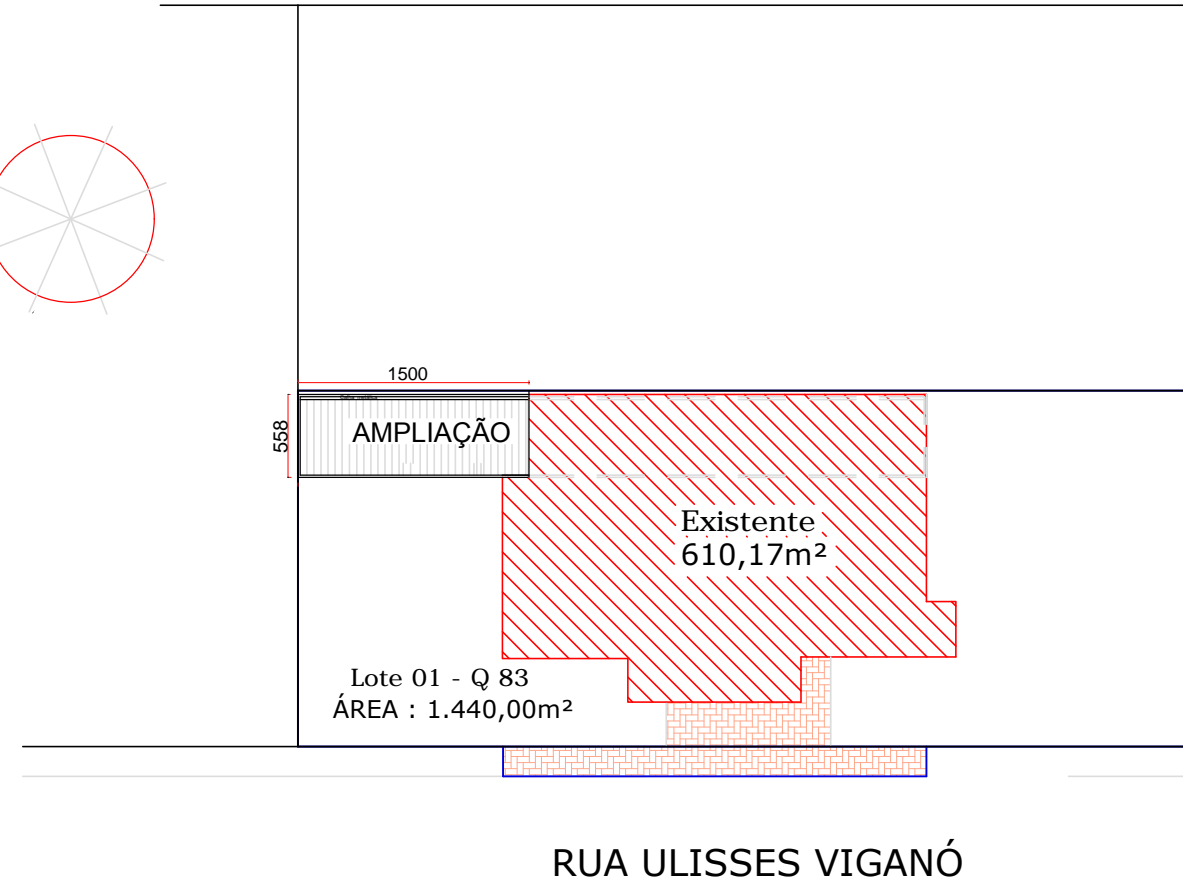 1500
558
AMPLIAÇÃO
Existente
610,17m²
Lote 01 - Q 83
ÁREA : 1.440,00m²
RUA ULISSES VIGANÓ